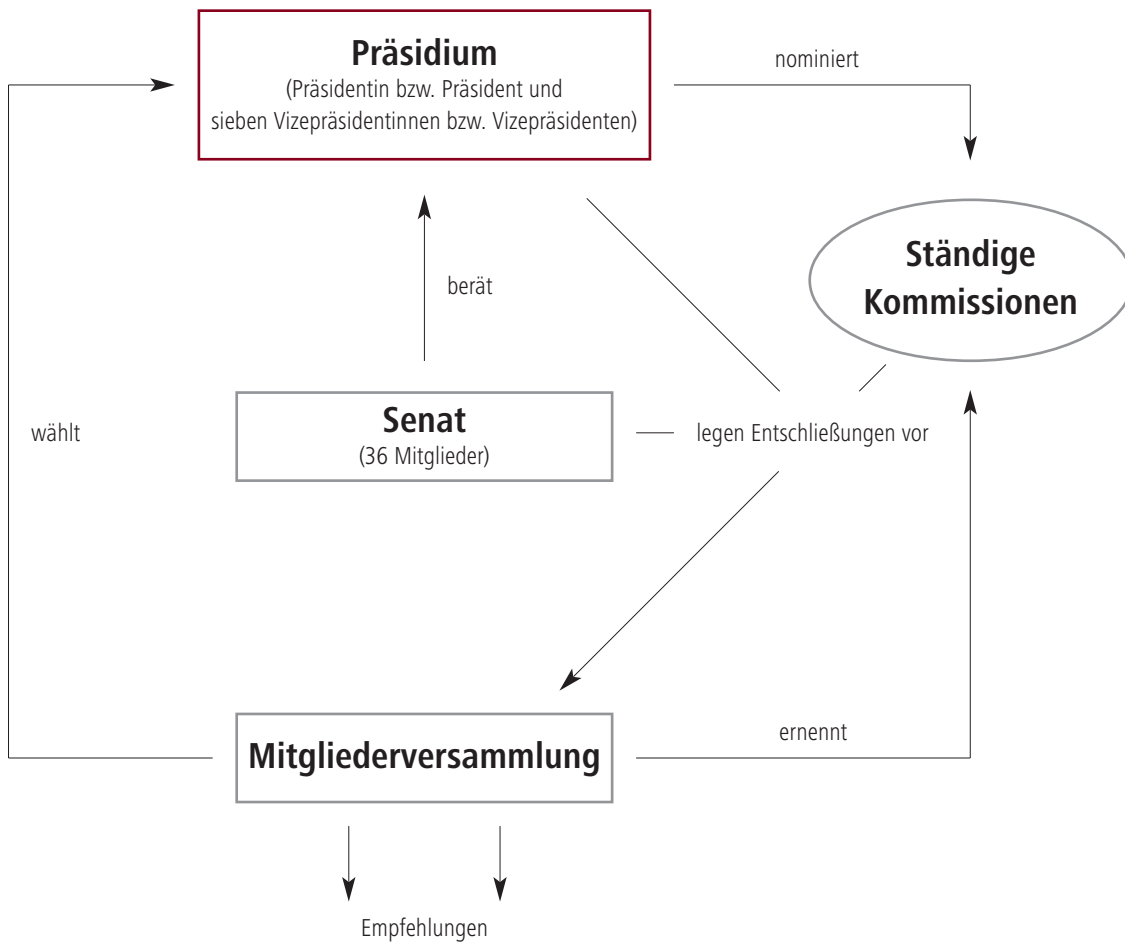 Präsidium
(Präsidentin bzw. Präsident und
sieben Vizepräsidentinnen bzw. Vizepräsidenten)
nominiert
Ständige
Kommissionen
berät
wählt
Senat
(36 Mitglieder)
legen Entschließungen vor
Mitgliederversammlung
ernennt
Empfehlungen